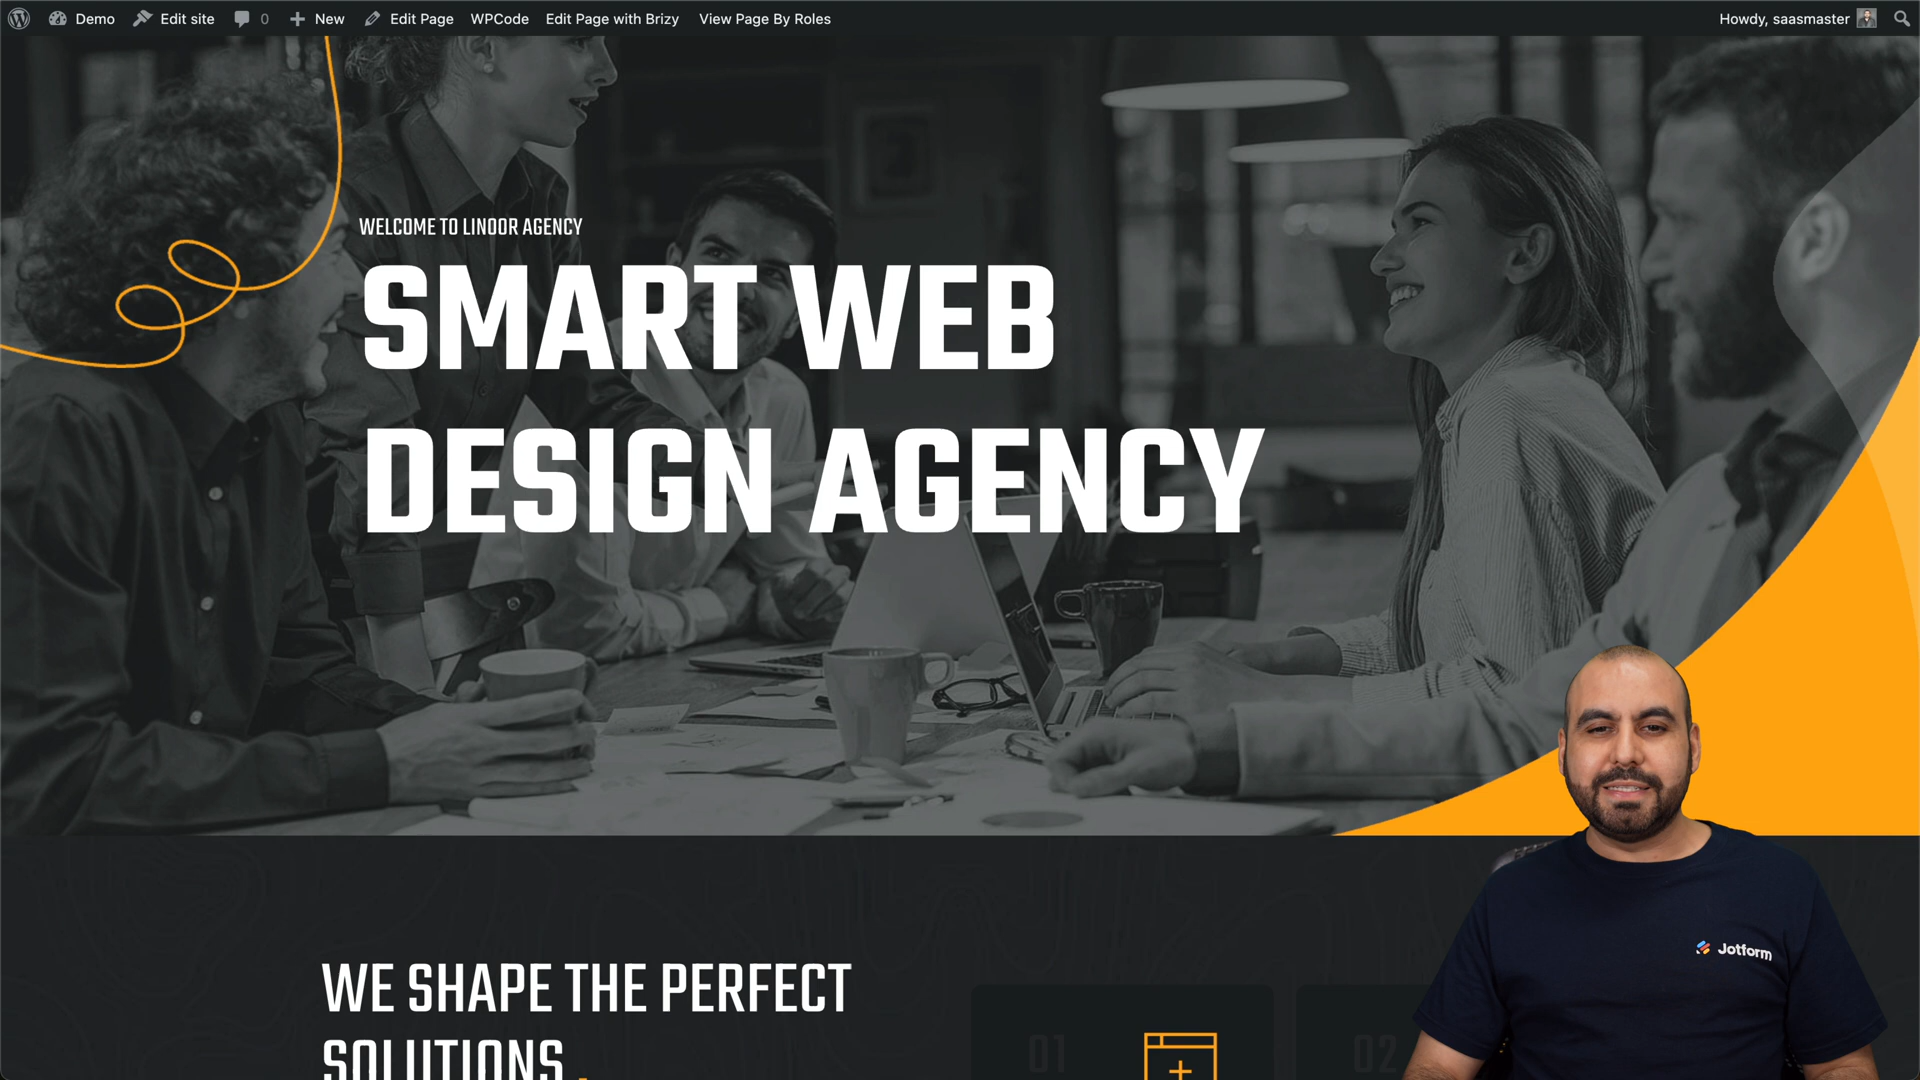 Demo Edit site 0 New Edit Page WPCode Edit Page with Brizy View Page By Roles Howdy, saasmaster
WELCOME TO LINOOR AGENCY
SMART WEB
DESIGN AGENCY
WE SHAPE THE PERFECT
SOLUTIONS.
01
02
Jotform